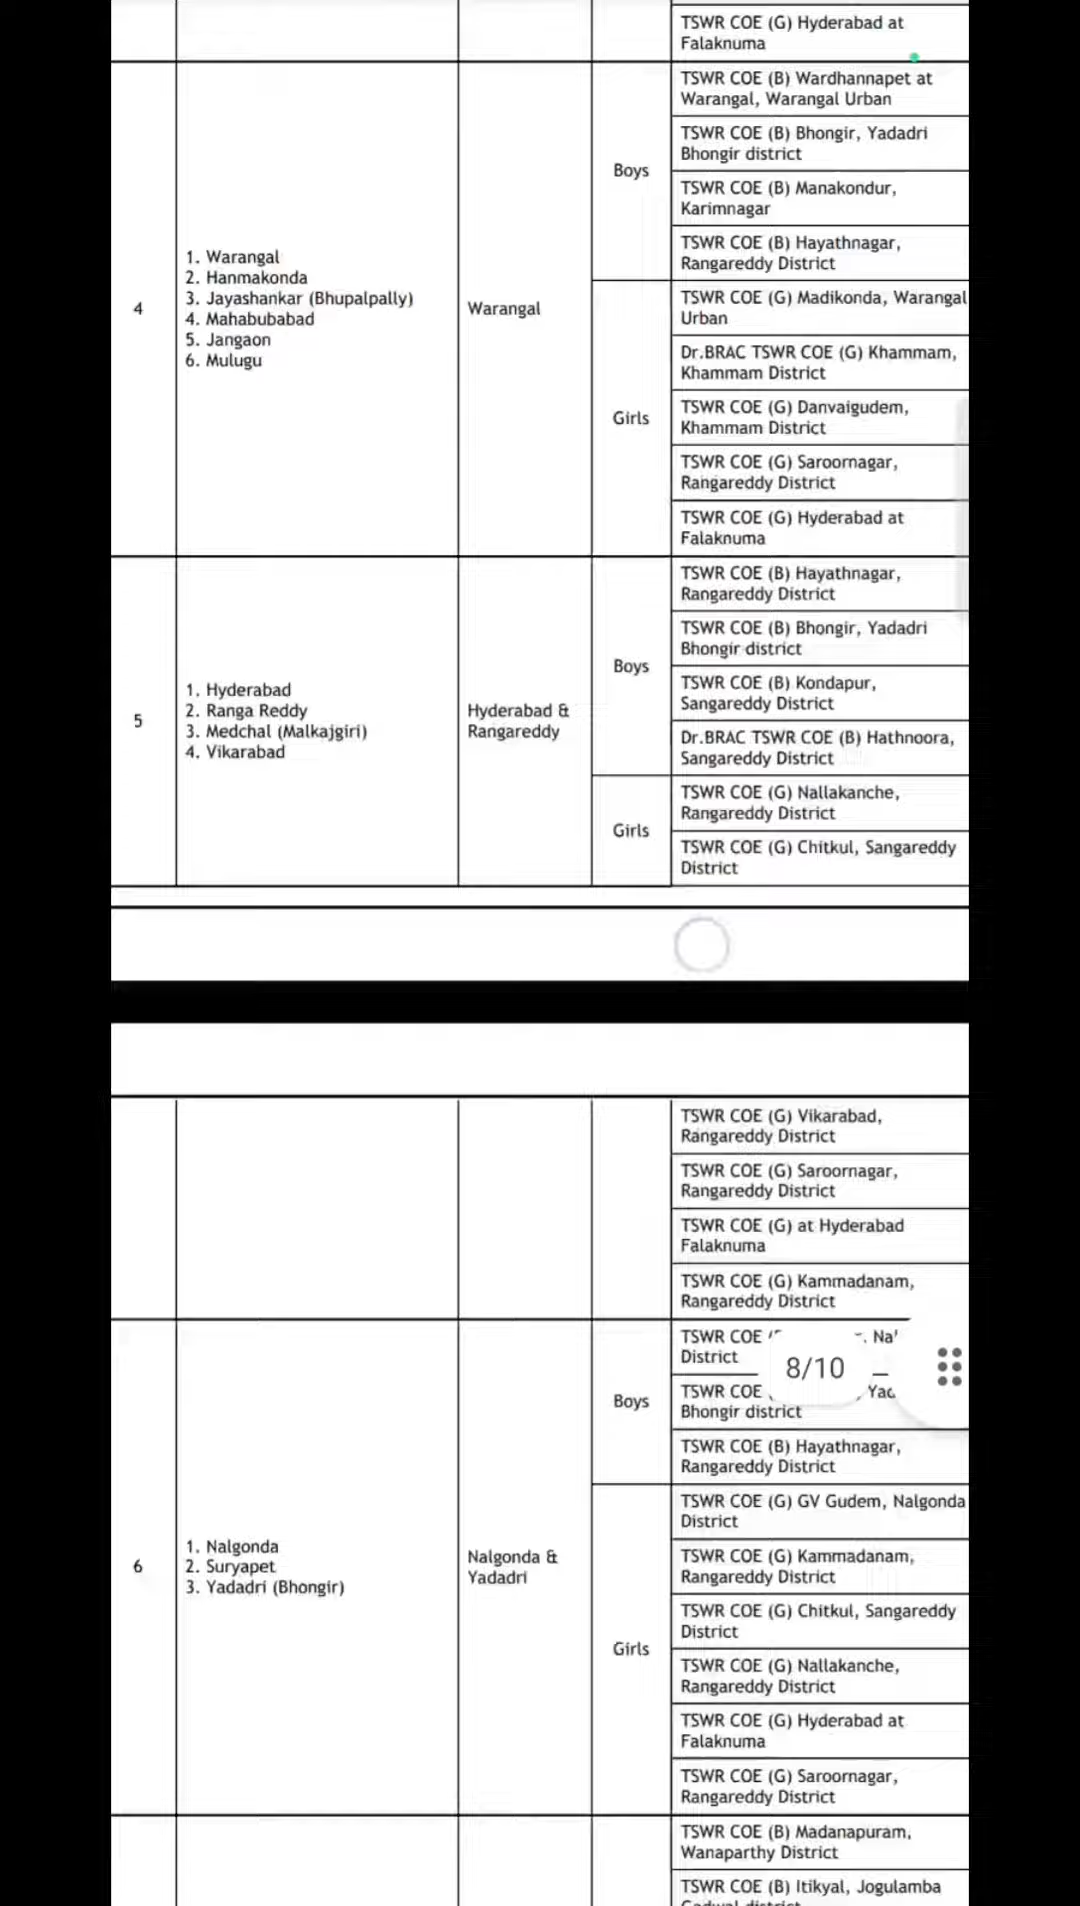 TSWR COE (G) Hyderabad at
Falaknuma
4
1. Warangal
2. Hanmakonda
3. Jayashankar (Bhupalpally)
4. Mahabubabad
5. Jangaon
6. Mulugu
Warangal
Boys
TSWR COE (B) Wardhannapet at
Warangal, Warangal Urban
TSWR COE (B) Bhongir, Yadadri
Bhongir district
TSWR COE (B) Manakondur,
Karimnagar
TSWR COE (B) Hayathnagar,
Rangareddy District
Girls
TSWR COE (G) Madikonda, Warangal
Urban
Dr.BRAC TSWR COE (G) Khammam,
Khammam District
TSWR COE (G) Danvaigudem,
Khammam District
TSWR COE (G) Saroornagar,
Rangareddy District
TSWR COE (G) Hyderabad at
Falaknuma
5
1. Hyderabad
2. Ranga Reddy
3. Medchal (Malkajgiri)
4. Vikarabad
Hyderabad &
Rangareddy
Boys
TSWR COE (B) Hayathnagar,
Rangareddy District
TSWR COE (B) Bhongir, Yadadri
Bhongir district
TSWR COE (B) Kondapur,
Sangareddy District
Dr.BRAC TSWR COE (B) Hathnoora,
Sangareddy District
Girls
TSWR COE (G) Nallakanche,
Rangareddy District
TSWR COE (G) Chitkul, Sangareddy
District
TSWR COE (G) Vikarabad,
Rangareddy District
TSWR COE (G) Saroornagar,
Rangareddy District
TSWR COE (G) at Hyderabad
Falaknuma
TSWR COE (G) Kammadanam,
Rangareddy District
6
1. Nalgonda
2. Suryapet
3. Yadadri (Bhongir)
Nalgonda &
Yadadri
Boys
TSWR COE
District
8/10
TSWR COE
Bhongir district
TSWR COE (B) Hayathnagar,
Rangareddy District
Girls
TSWR COE (G) GV Gudem, Nalgonda
District
TSWR COE (G) Kammadanam,
Rangareddy District
TSWR COE (G) Chitkul, Sangareddy
District
TSWR COE (G) Nallakanche,
Rangareddy District
TSWR COE (G) Hyderabad at
Falaknuma
TSWR COE (G) Saroornagar,
Rangareddy District
TSWR COE (B) Madanapuram,
Wanaparthy District
TSWR COE (B) Itikyal, Jogulamba